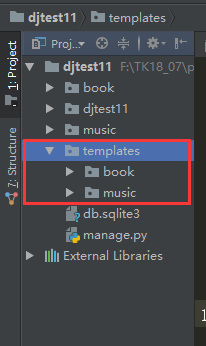 djtest11 templates
1: Project
7: Structure
Proj...
djtest11 F:\TK18_07\p
book
djtest11
music
templates
book
music
db.sqlite3
manage.py
External Libraries